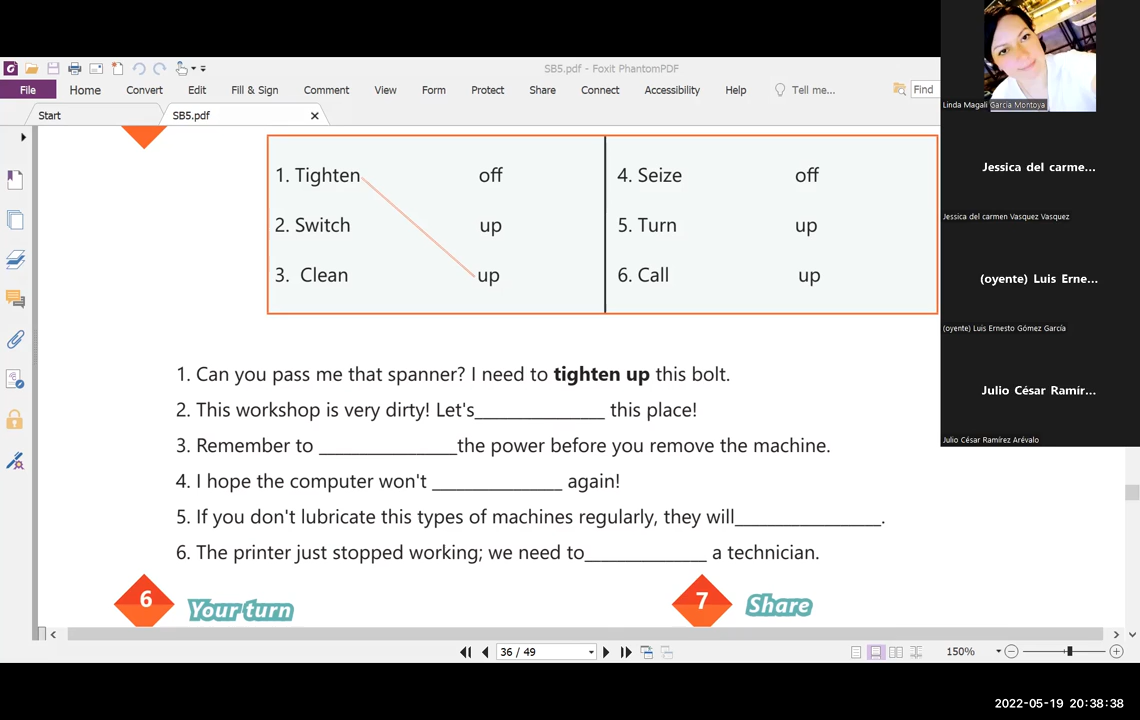 SB5.pdf - Foxit PhantomPDF
File Home Convert Edit Fill & Sign Comment View Form Protect Share Connect Accessibility Help Tell me... Find
Start SB5.pdf
1. Tighten off 4. Seize off
2. Switch up 5. Turn up
3. Clean up 6. Call up
1. Can you pass me that spanner? I need to tighten up this bolt.
2. This workshop is very dirty! Let's______________ this place!
3. Remember to _______________the power before you remove the machine.
4. I hope the computer won't ______________ again!
5. If you don't lubricate this types of machines regularly, they will________________.
6. The printer just stopped working; we need to_____________ a technician.
6 Your turn
7 Share
36 / 49
150%
Linda Magali García Montoya
Jessica del carme...
Jessica del carmen Vasquez Vasquez
(oyente) Luis Erne...
(oyente) Luis Ernesto Gómez García
Julio César Ramír...
Julio César Ramírez Arévalo
2022-05-19 20:38:38